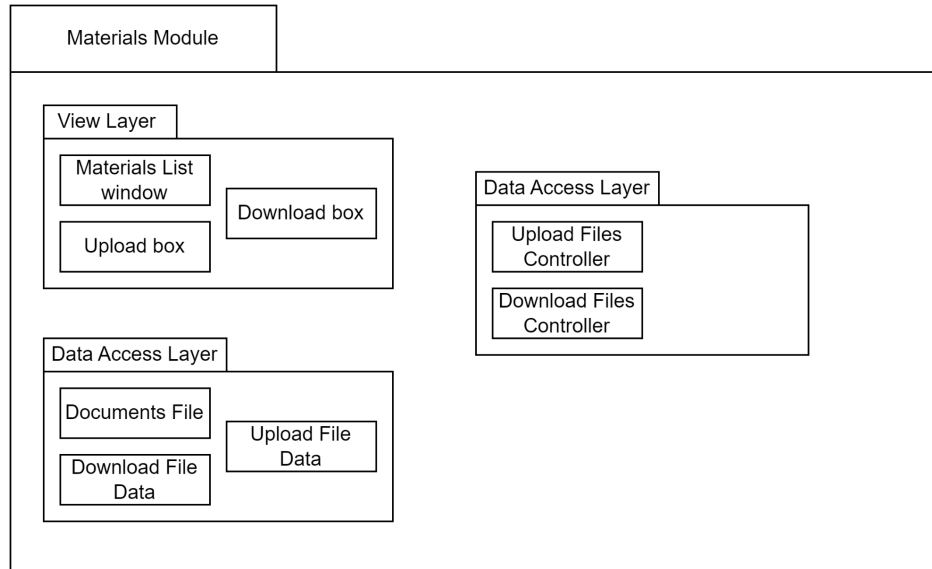 Materials Module
View Layer
Materials List
window
Download box
Upload box
Data Access Layer
Upload Files
Controller
Download Files
Controller
Data Access Layer
Documents File
Upload File
Data
Download File
Data